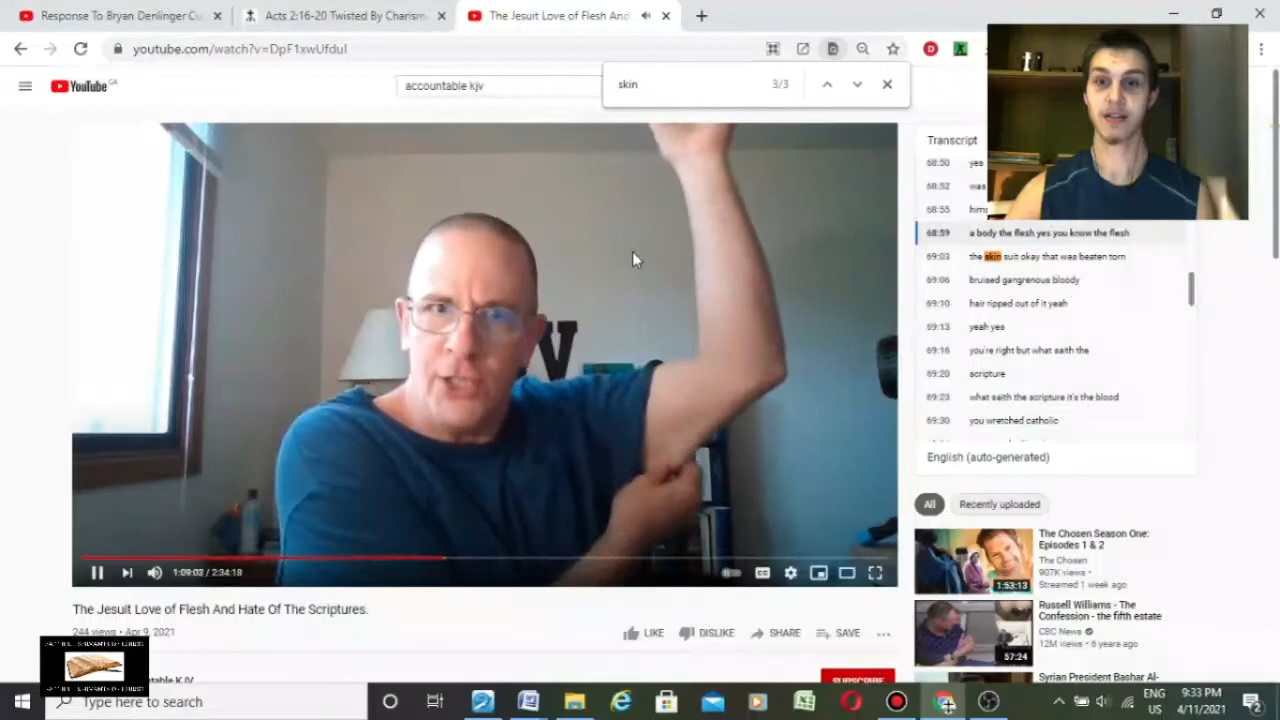 Response To Bryan Denlinger Cu
Acts 2:16-20 Twisted By Charism
The Jesuit Love of Flesh And
youtube.com/watch?v=DpF1xwUfduI
YouTube CA
accountable kjv
skin
3/3
Transcript
68:50 yes
68:52 was
68:55 hims
68:59 a body the flesh yes you know the flesh
69:03 the skin suit okay that was beaten torn
69:06 bruised gangrenous bloody
69:10 hair ripped out of it yeah
69:13 yeah yes
69:16 you're right but what saith the
69:20 scripture
69:23 what saith the scripture it's the blood
69:30 you wretched catholic
English (auto-generated)
1:09:03 / 2:34:18
The Jesuit Love of Flesh And Hate Of The Scriptures.
244 views • Apr 9, 2021
LIKE
DISLIKE
SHARE
SAVE
SUBSCRIBE
All
Recently uploaded
The Chosen Season One:
Episodes 1 & 2
The Chosen
907K views •
Streamed 1 week ago
1:53:13
Russell Williams - The
Confession - the fifth estate
CBC News
12M views • 6 years ago
57:24
Syrian President Bashar Al-
Type here to search
ENG
US
9:33 PM
4/11/2021
2